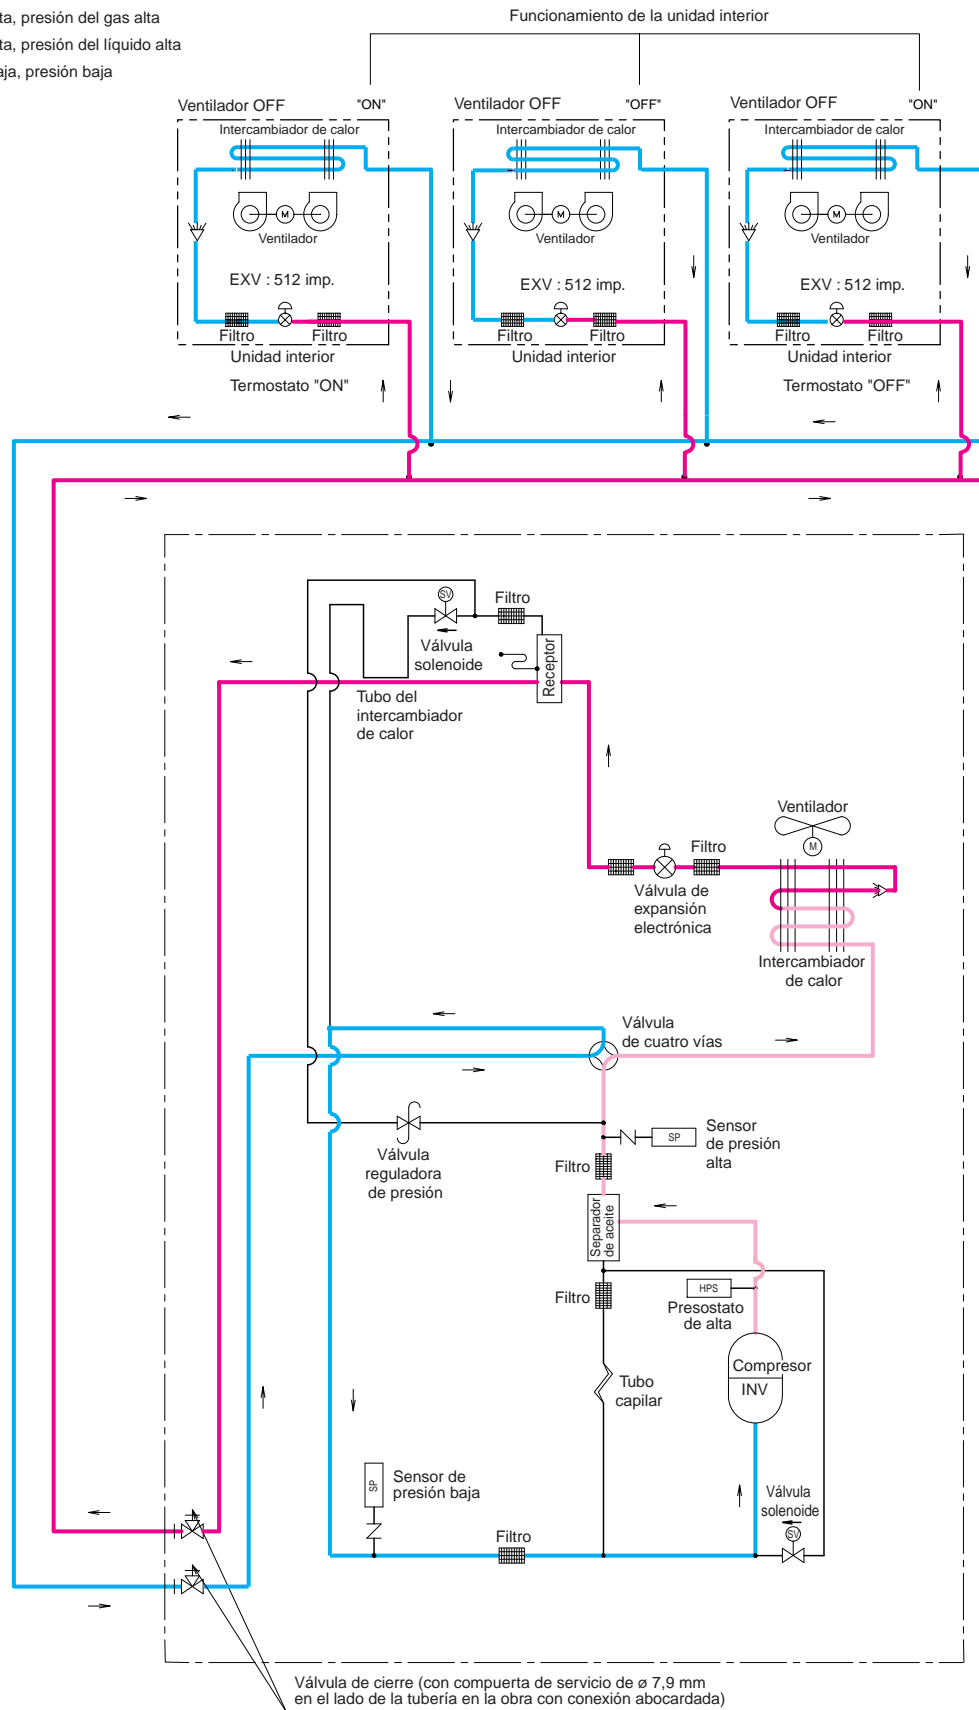 ta, presión del gas alta
ta, presión del líquido alta
aja, presión baja
Funcionamiento de la unidad interior
Ventilador OFF "ON"
Ventilador OFF "OFF"
Ventilador OFF "ON"
Intercambiador de calor
Intercambiador de calor
Intercambiador de calor
M
M
M
Ventilador
Ventilador
Ventilador
EXV : 512 imp.
EXV : 512 imp.
EXV : 512 imp.
Filtro Filtro
Filtro Filtro
Filtro Filtro
Unidad interior
Unidad interior
Unidad interior
Termostato "ON"
Termostato "OFF"
SV
Filtro
Válvula
solenoide
Receptor
Tubo del
intercambiador
de calor
Ventilador
M
Filtro
Válvula de
expansión
electrónica
Intercambiador
de calor
Válvula
de cuatro vías
Válvula
reguladora
de presión
SP
Sensor
de presión
alta
Filtro
Separador
de aceite
Filtro
HPS
Presostato
de alta
Compresor
INV
Tubo
capilar
SP
Sensor de
presión baja
Filtro
Válvula
solenoide
SV
Válvula de cierre (con compuerta de servicio de ø 7,9 mm
en el lado de la tubería en la obra con conexión abocardada)